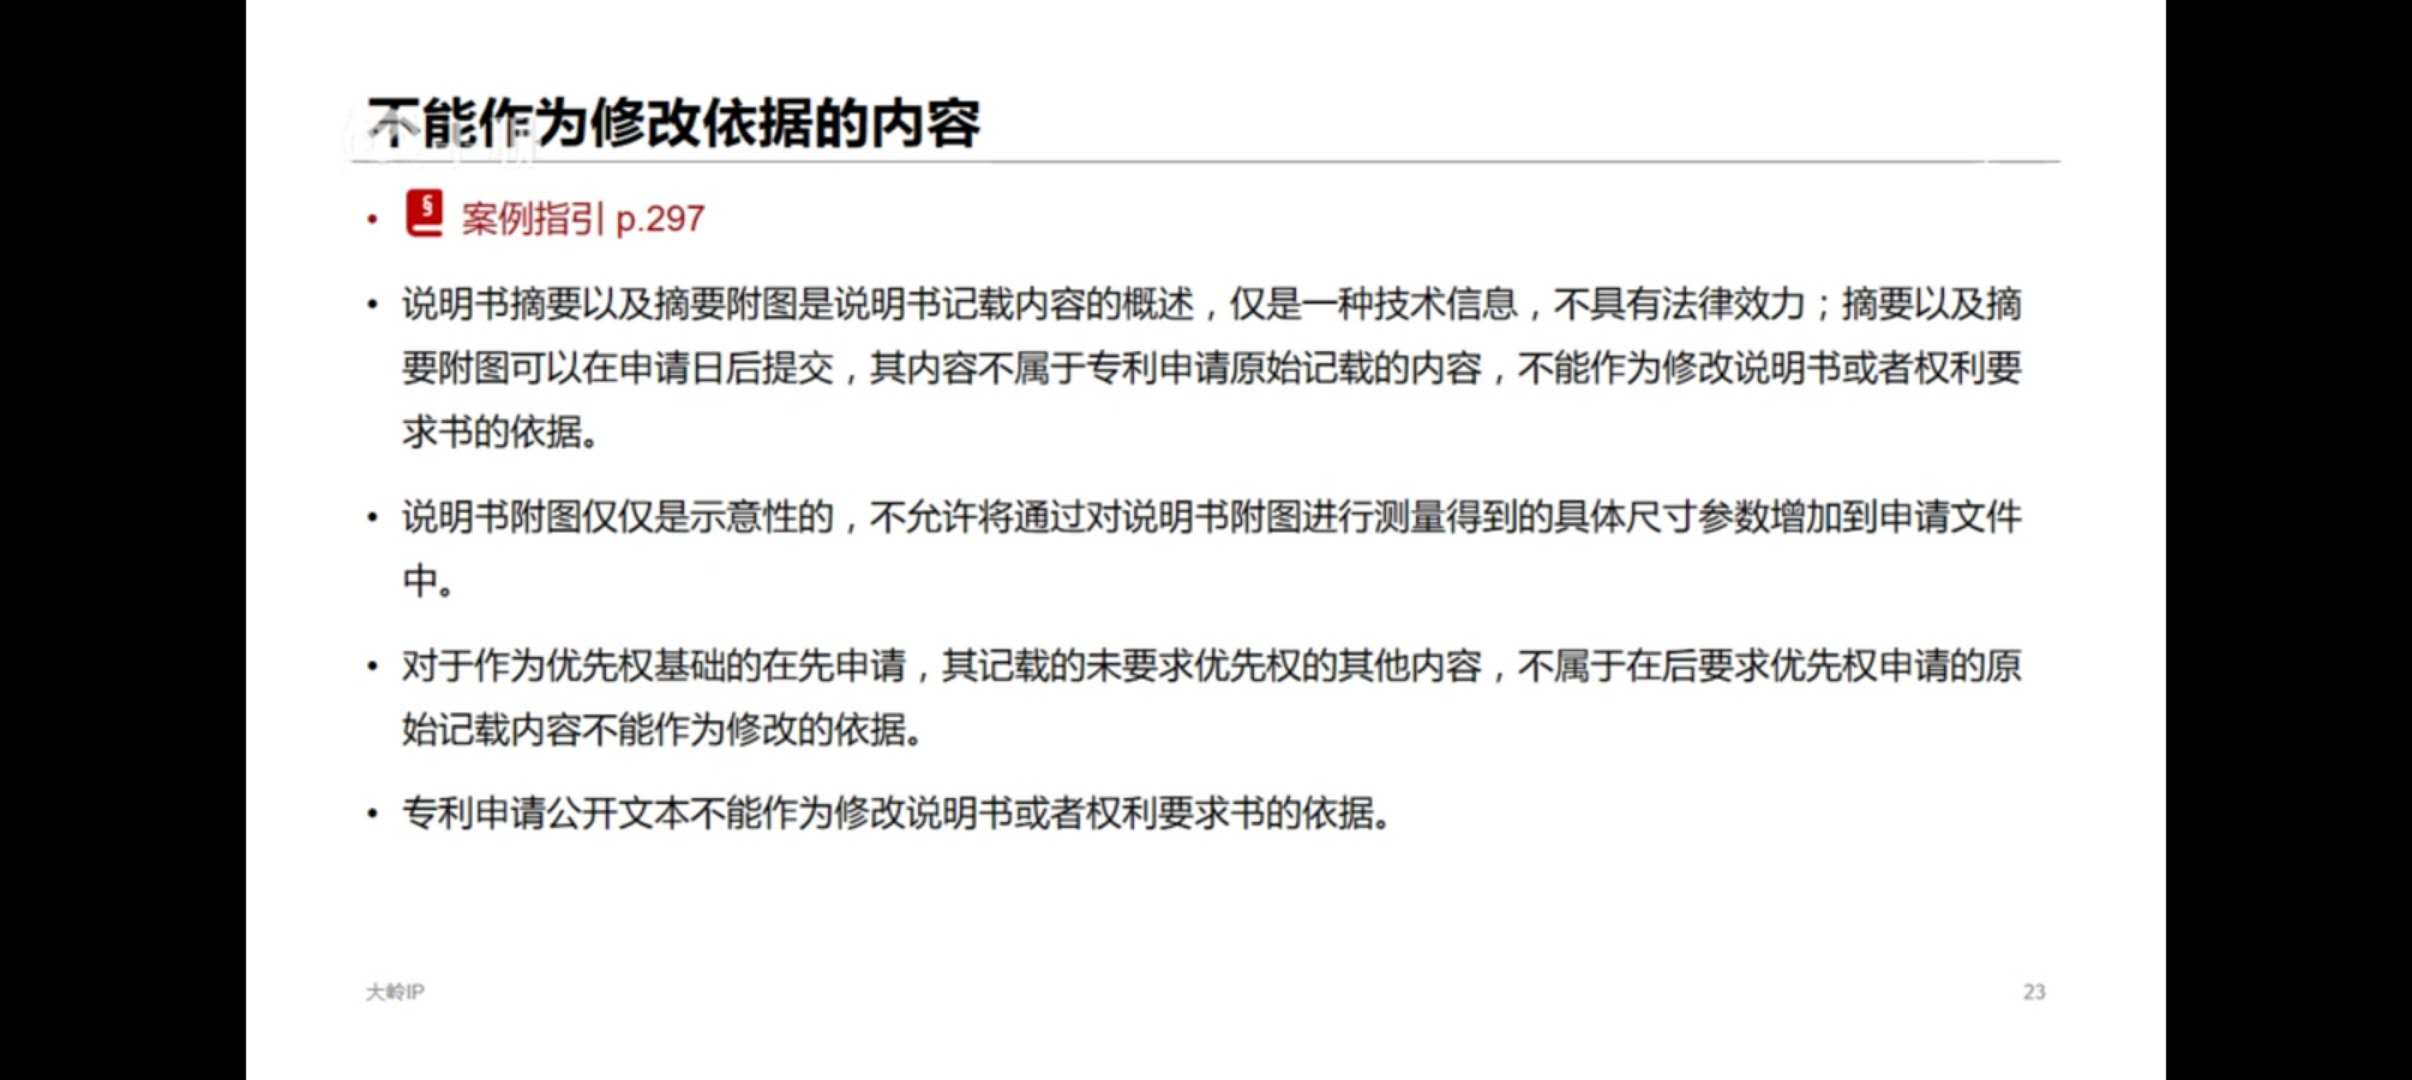 不能作为修改依据的内容
• § 案例指引 p.297
• 说明书摘要以及摘要附图是说明书记载内容的概述，仅是一种技术信息，不具有法律效力；摘要以及摘
要附图可以在申请日后提交，其内容不属于专利申请原始记载的内容，不能作为修改说明书或者权利要
求书的依据。
• 说明书附图仅仅是示意性的，不允许将通过对说明书附图进行测量得到的具体尺寸参数增加到申请文件
中。
• 对于作为优先权基础的在先申请，其记载的未要求优先权的其他内容，不属于在后要求优先权申请的原
始记载内容不能作为修改的依据。
• 专利申请公开文本不能作为修改说明书或者权利要求书的依据。
大岭IP
23